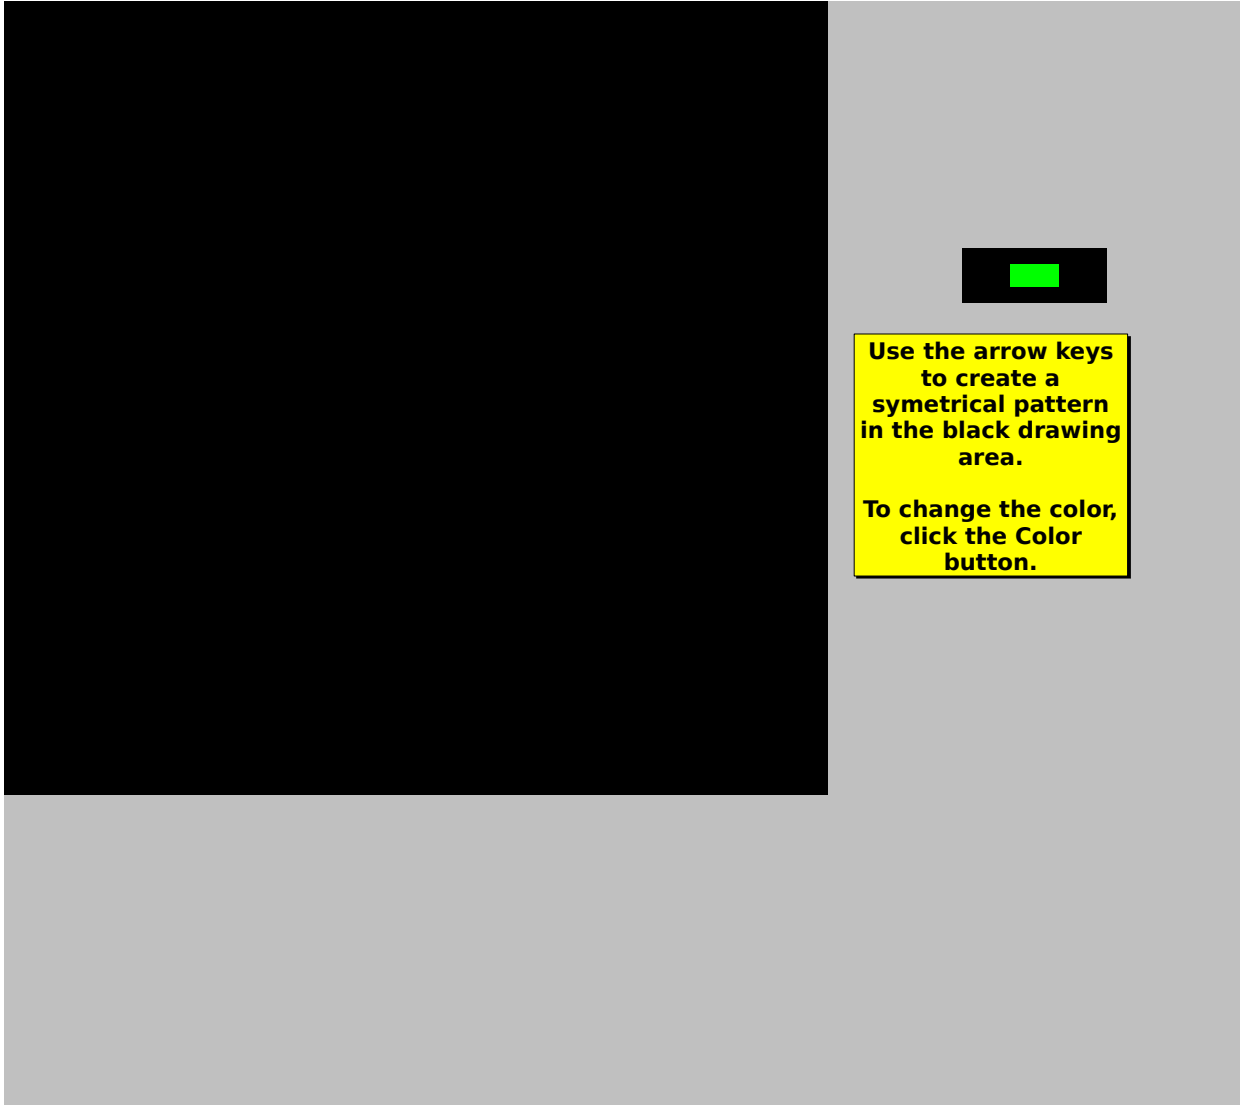 Use the arrow keys
to create a
symetrical pattern
in the black drawing
area.
To change the color,
click the Color
button.